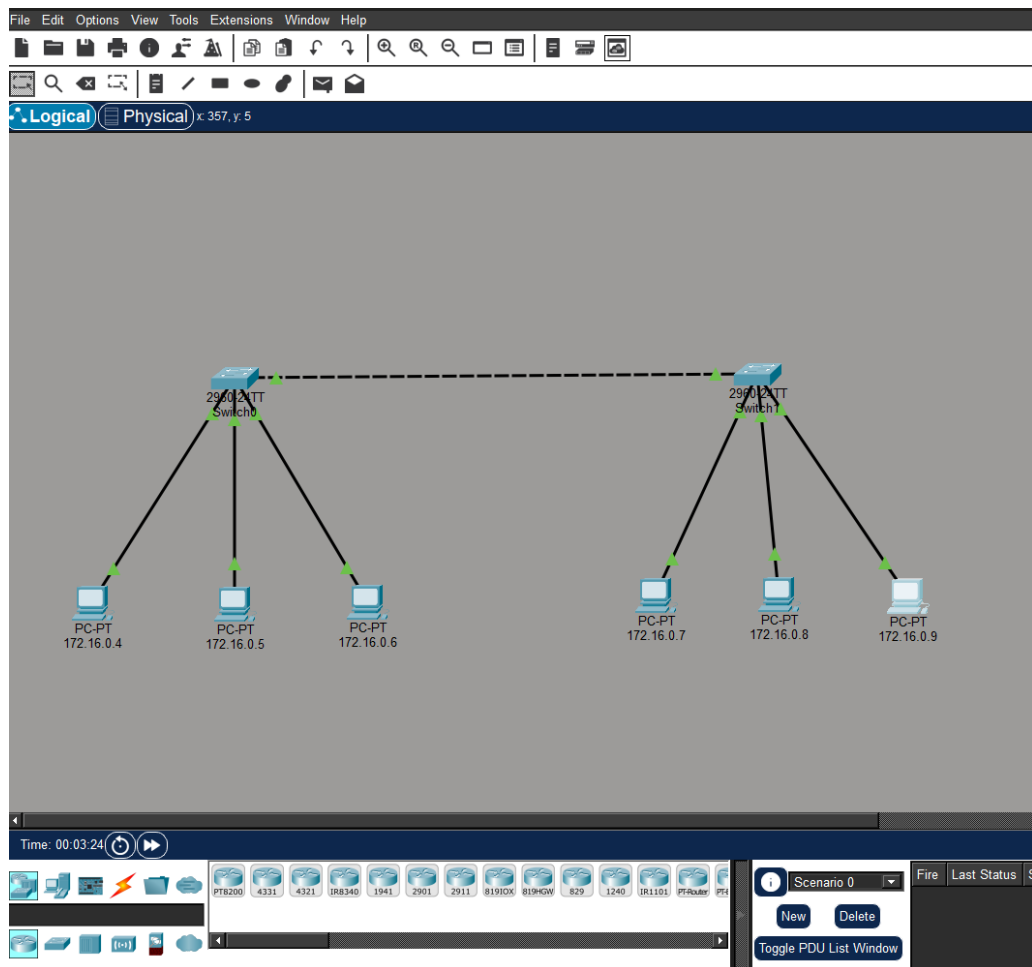 File Edit Options View Tools Extensions Window Help
Logical Physical x: 357, y: 5
2960-24TT
Switch0
2960-24TT
Switch1
PC-PT
172.16.0.4
PC-PT
172.16.0.5
PC-PT
172.16.0.6
PC-PT
172.16.0.7
PC-PT
172.16.0.8
PC-PT
172.16.0.9
Time: 00:03:24
PT8200 4331 4321 IR8340 1941 2901 2911 819IOX 819HGW 829 1240 IR1101 PT-Router
Scenario 0
New Delete
Toggle PDU List Window
Fire Last Status